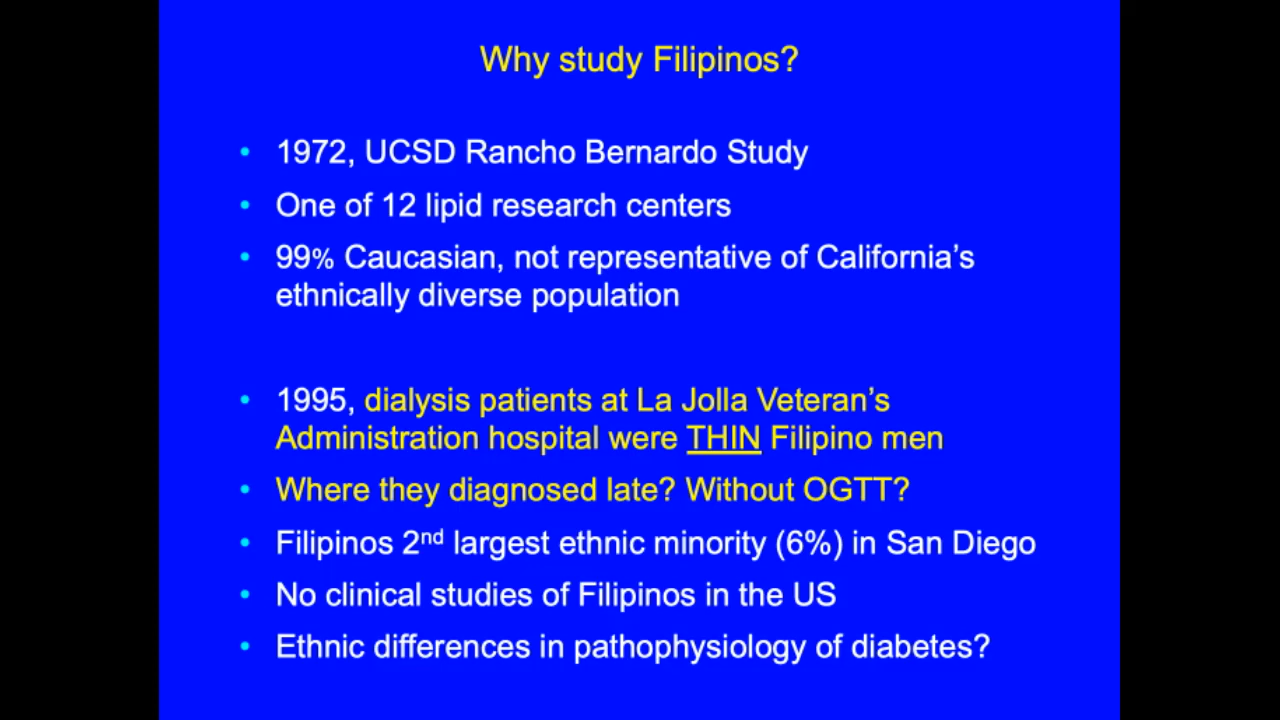 Why study Filipinos?
• 1972, UCSD Rancho Bernardo Study
• One of 12 lipid research centers
• 99% Caucasian, not representative of California’s
ethnically diverse population
• 1995, dialysis patients at La Jolla Veteran’s
Administration hospital were THIN Filipino men
• Where they diagnosed late? Without OGTT?
• Filipinos 2nd largest ethnic minority (6%) in San Diego
• No clinical studies of Filipinos in the US
• Ethnic differences in pathophysiology of diabetes?